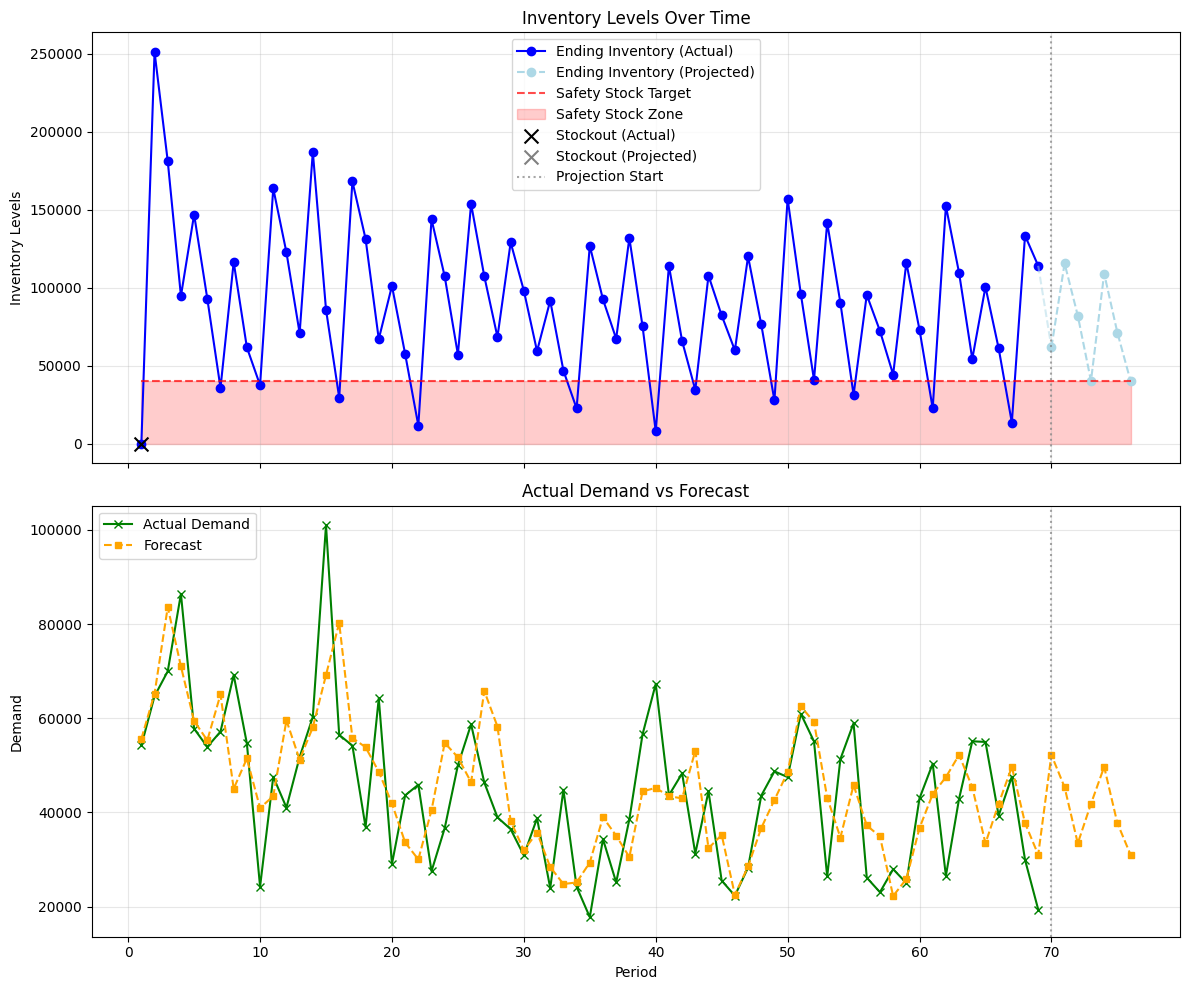 Inventory Levels Over Time
250000
200000
150000
100000
50000
0
Inventory Levels
Ending Inventory (Actual)
Ending Inventory (Projected)
Safety Stock Target
Safety Stock Zone
Stockout (Actual)
Stockout (Projected)
Projection Start
Actual Demand vs Forecast
100000
80000
60000
40000
20000
Demand
Actual Demand
Forecast
0 10 20 30 40 50 60 70
Period